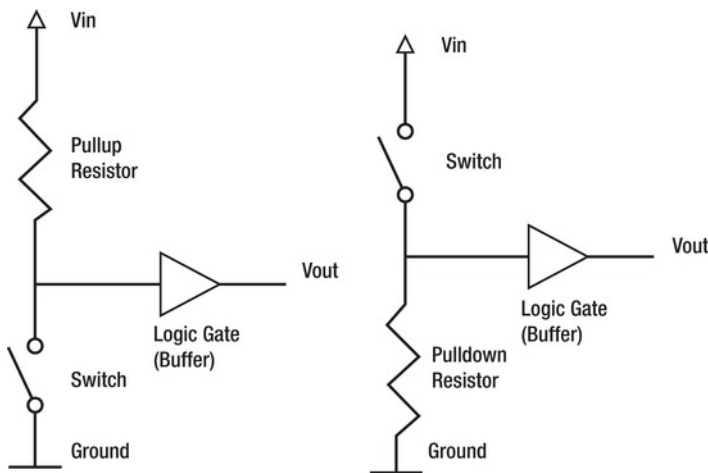 Vin
Pullup
Resistor
Vout
Logic Gate
(Buffer)
Switch
Ground
Vin
Switch
Vout
Logic Gate
(Buffer)
Pulldown
Resistor
Ground